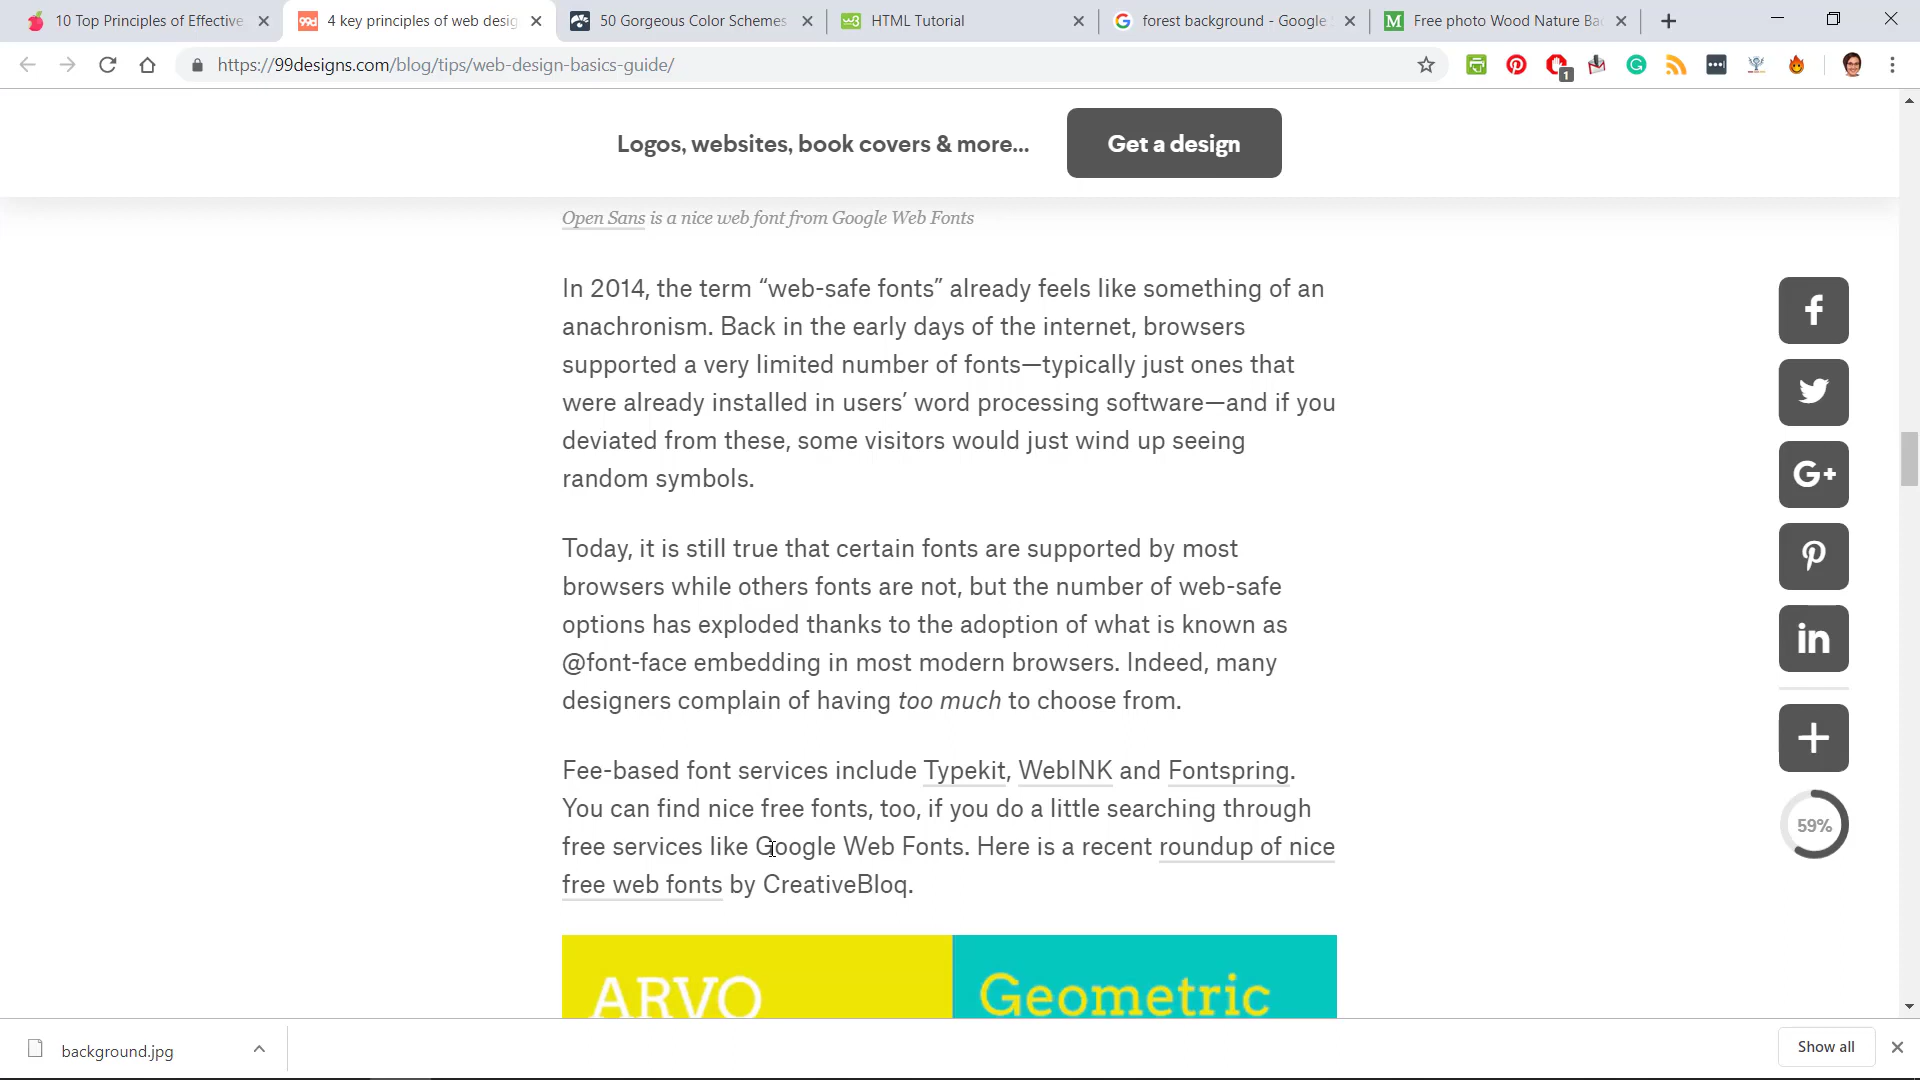 10 Top Principles of Effective
99d
4 key principles of web desig
50 Gorgeous Color Schemes
w3
HTML Tutorial
forest background - Google
Free photo Wood Nature Ba
https://99designs.com/blog/tips/web-design-basics-guide/
1
Logos, websites, book covers & more...
Get a design
Open Sans is a nice web font from Google Web Fonts
In 2014, the term “web-safe fonts” already feels like something of an
anachronism. Back in the early days of the internet, browsers
supported a very limited number of fonts—typically just ones that
were already installed in users’ word processing software—and if you
deviated from these, some visitors would just wind up seeing
random symbols.
Today, it is still true that certain fonts are supported by most
browsers while others fonts are not, but the number of web-safe
options has exploded thanks to the adoption of what is known as
@font-face embedding in most modern browsers. Indeed, many
designers complain of having too much to choose from.
Fee-based font services include Typekit, WebINK and Fontspring.
You can find nice free fonts, too, if you do a little searching through
free services like Google Web Fonts. Here is a recent roundup of nice
free web fonts by CreativeBloq.
ARVO
Geometric
G+
in
59%
background.jpg
Show all